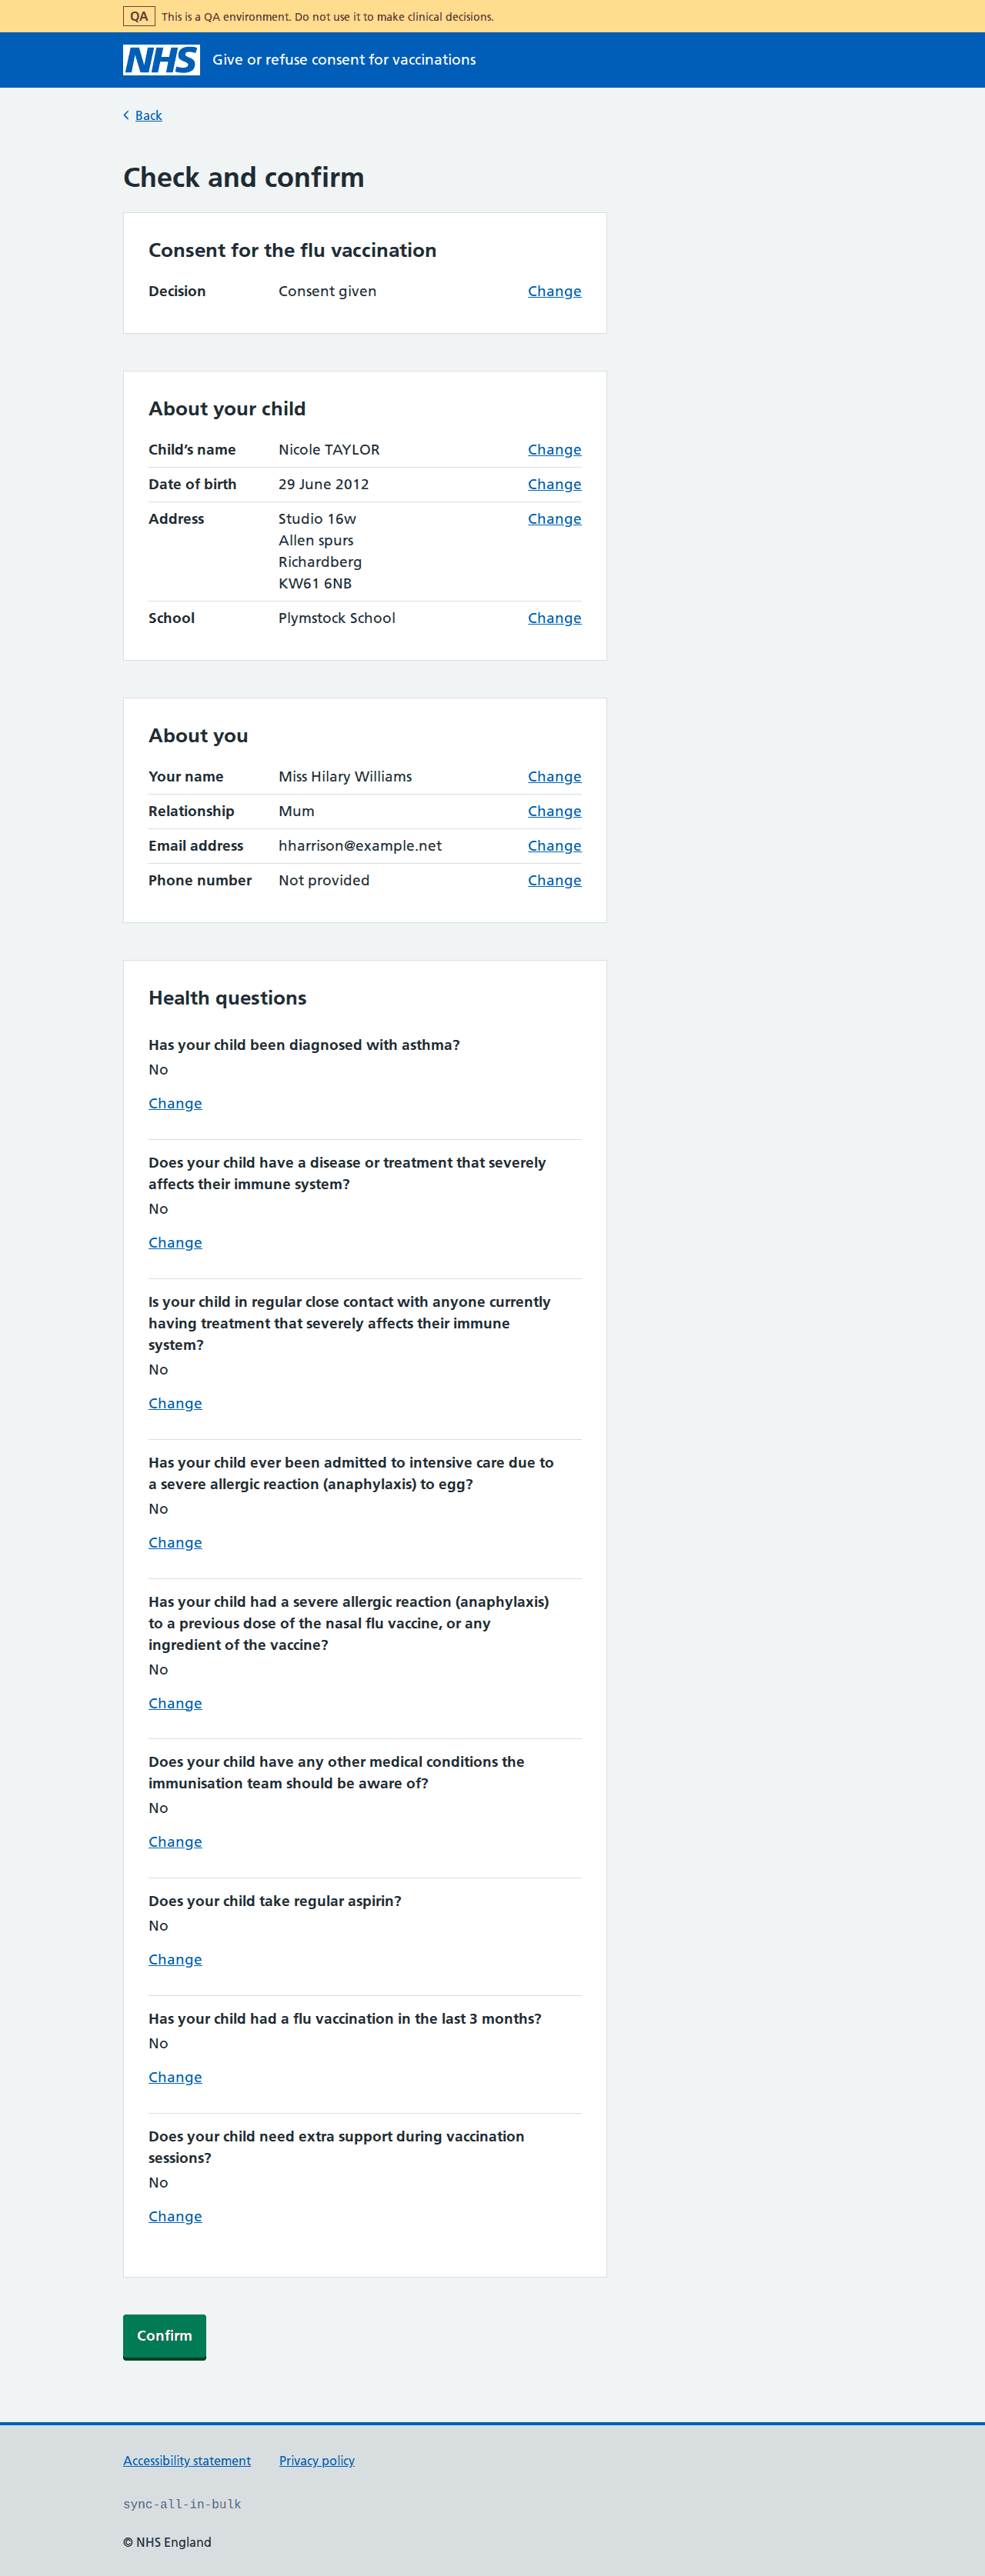 QA This is a QA environment. Do not use it to make clinical decisions.
NHS Give or refuse consent for vaccinations
Back
Check and confirm
Consent for the flu vaccination
Decision Consent given Change
About your child
Child’s name Nicole TAYLOR Change
Date of birth 29 June 2012 Change
Address Studio 16w Change
Allen spurs
Richardberg
KW61 6NB
School Plymstock School Change
About you
Your name Miss Hilary Williams Change
Relationship Mum Change
Email address hharrison@example.net Change
Phone number Not provided Change
Health questions
Has your child been diagnosed with asthma?
No
Change
Does your child have a disease or treatment that severely
affects their immune system?
No
Change
Is your child in regular close contact with anyone currently
having treatment that severely affects their immune
system?
No
Change
Has your child ever been admitted to intensive care due to
a severe allergic reaction (anaphylaxis) to egg?
No
Change
Has your child had a severe allergic reaction (anaphylaxis)
to a previous dose of the nasal flu vaccine, or any
ingredient of the vaccine?
No
Change
Does your child have any other medical conditions the
immunisation team should be aware of?
No
Change
Does your child take regular aspirin?
No
Change
Has your child had a flu vaccination in the last 3 months?
No
Change
Does your child need extra support during vaccination
sessions?
No
Change
Confirm
Accessibility statement Privacy policy
sync-all-in-bulk
© NHS England